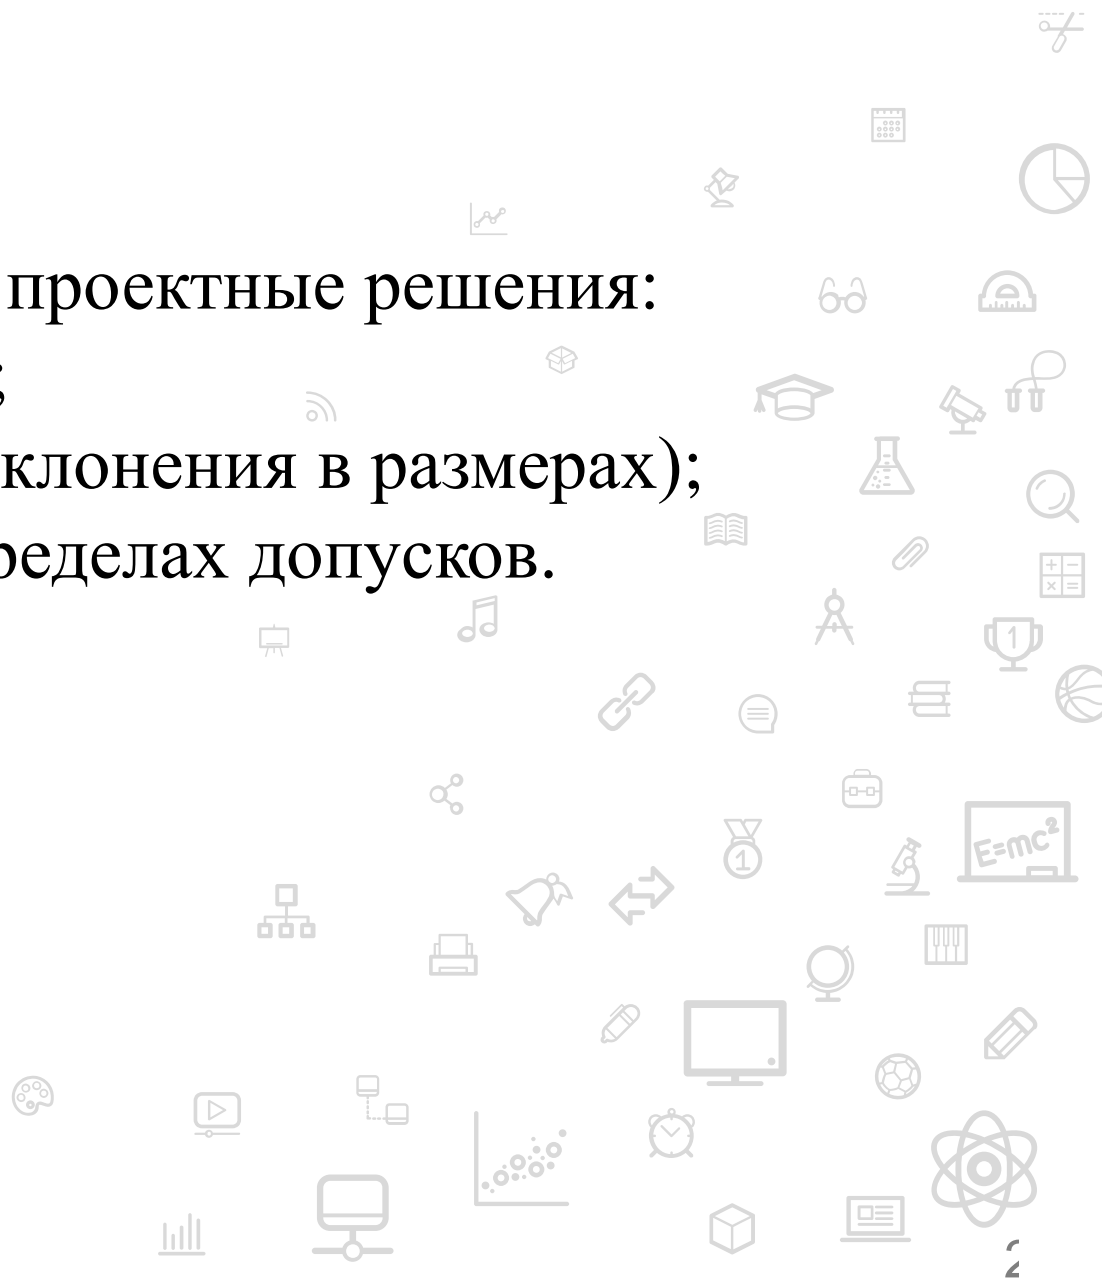 проектные решения:
;
клонения в размерах);
ределах допусков.
1
E=mc²
1
2